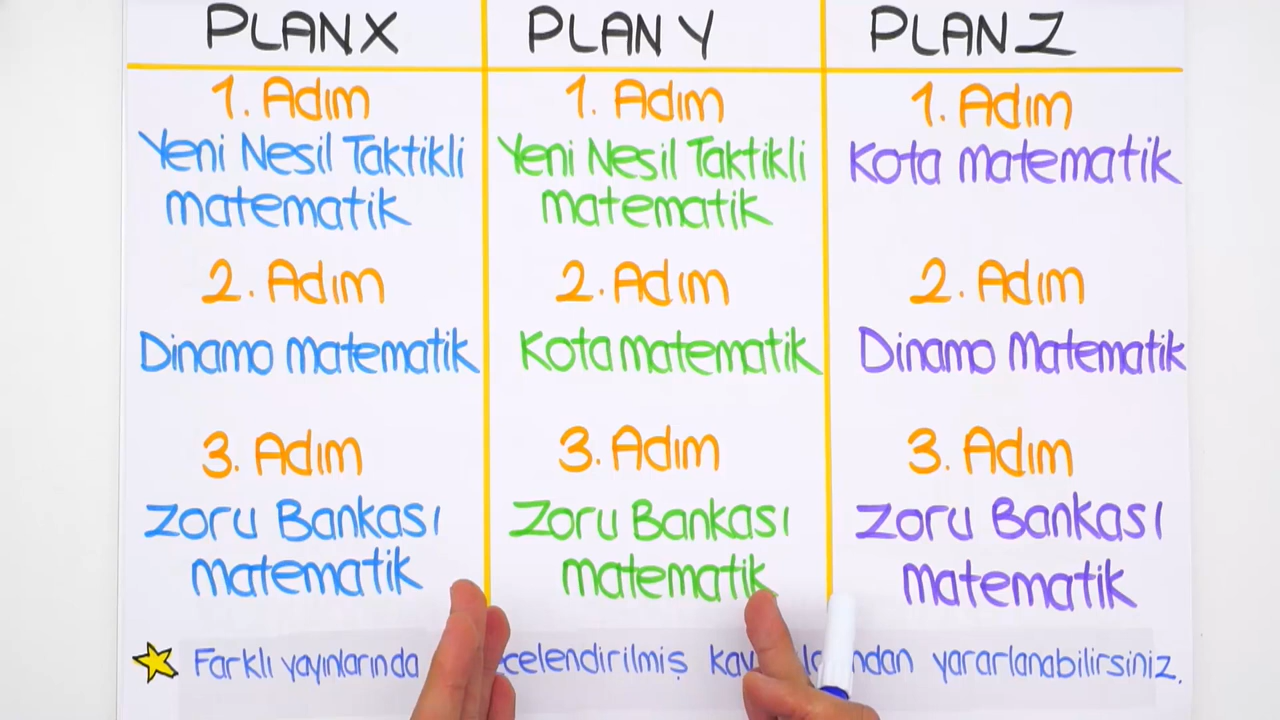 PLAN X
1. Adım
Yeni Nesil Taktikli
matematik
2. Adım
Dinamo matematik
3. Adım
Zoru Bankası
matematik
PLAN Y
1. Adım
Yeni Nesil Taktikli
matematik
2. Adım
Kota matematik
3. Adım
Zoru Bankası
matematik
PLAN Z
1. Adım
Kota matematik
2. Adım
Dinamo matematik
3. Adım
Zoru Bankası
matematik
Farklı yayınlarında yararlanabilirsiniz.